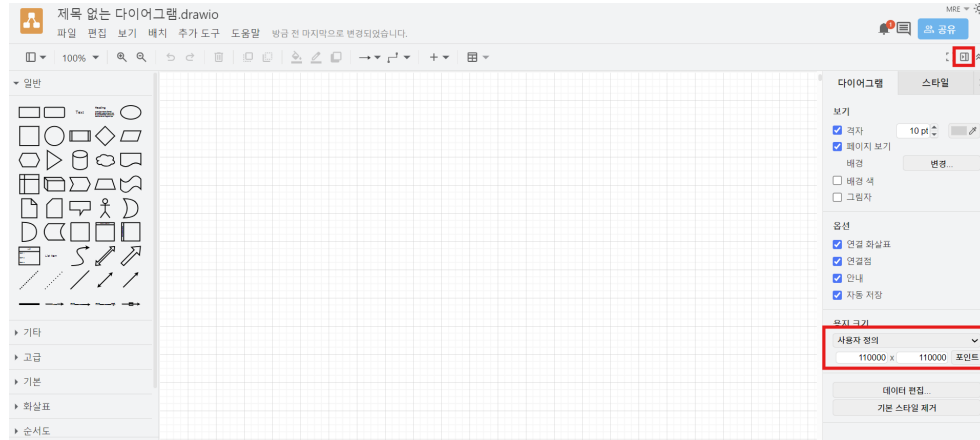 제목 없는 다이어그램.drawio
MRE
파일 편집 보기 배치 추가 도구 도움말 방금 전 마지막으로 변경되었습니다.
공유
100%
일반
다이어그램 스타일
Text
Heading
보기
격자 10 pt
페이지 보기
배경 변경...
배경 색
그림자
옵션
연결 화살표
연결점
안내
자동 저장
용지 크기
사용자 정의
110000 x 110000 포인트
데이터 편집...
기본 스타일 제거
기타
고급
기본
화살표
순서도